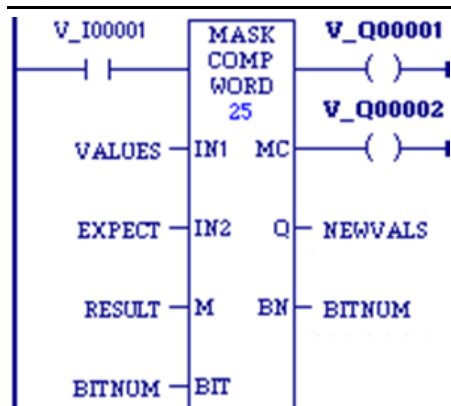 V_I00001 MASK V_Q00001
COMP
WORD
25 V_Q00002
VALUES IN1 MC
EXPECT IN2 Q NEWVALS
RESULT M BN BITNUM
BITNUM BIT